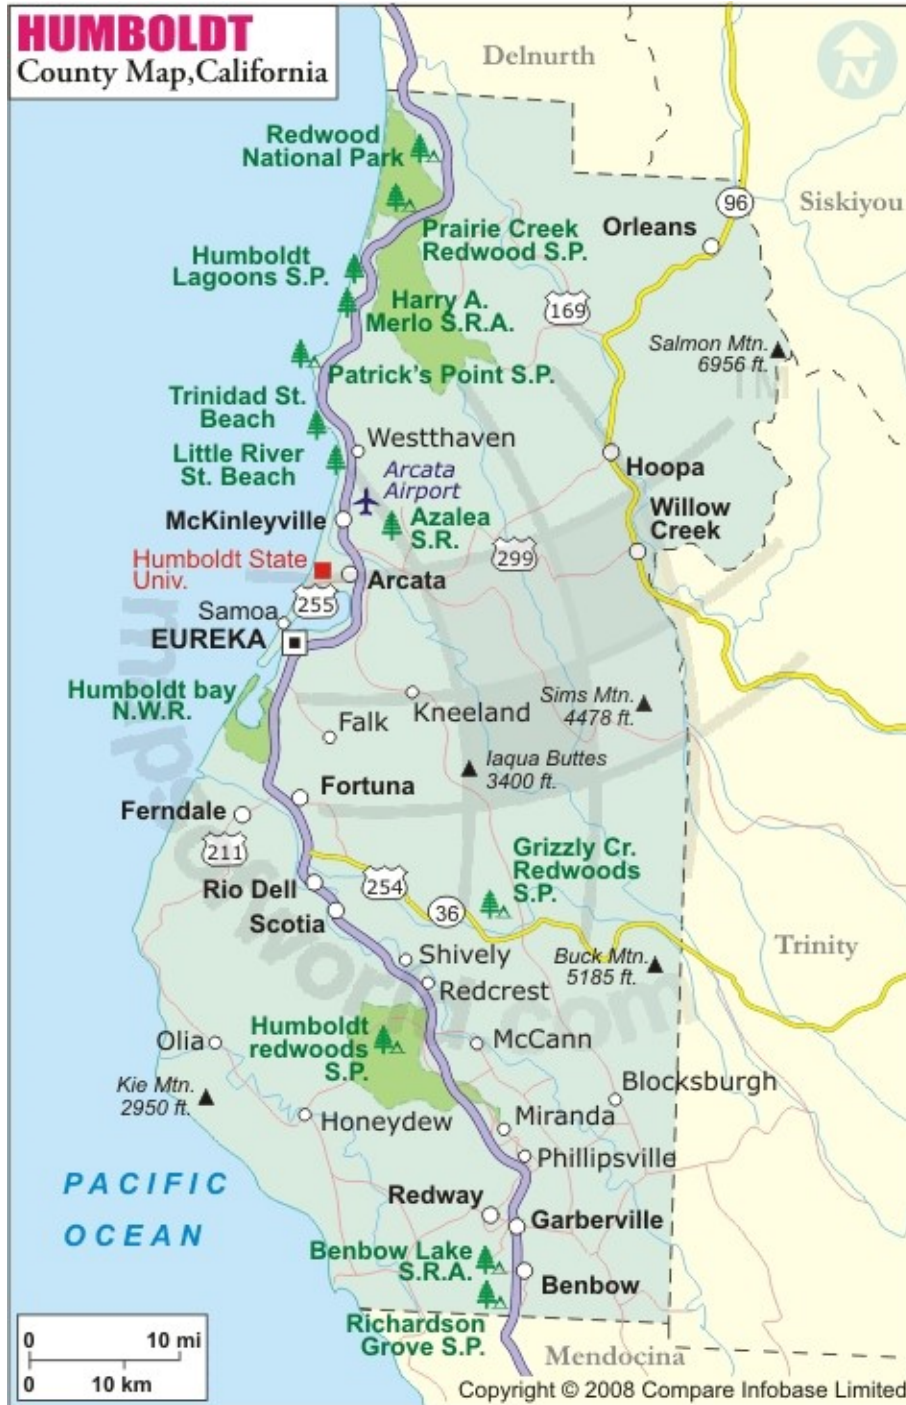 HUMBOLDT
County Map,California
Delnurth
N
Redwood
National Park
96
Siskiyou
Orleans
Prairie Creek
Redwood S.P.
Humboldt
Lagoons S.P.
Harry A.
Merlo S.R.A.
169
Salmon Mtn.
6956 ft.
Patrick's Point S.P.
TM
Trinidad St.
Beach
Westthaven
Little River
St. Beach
Arcata
Airport
Hoopa
Willow
Creek
McKinleyville
Azalea
S.R.
299
Humboldt State
Univ.
Arcata
255
Samoa
EUREKA
Humboldt bay
N.W.R.
Kneeland
Sims Mtn.
4478 ft.
Falk
Iaqua Buttes
3400 ft.
Fortuna
Ferndale
211
Grizzly Cr.
Redwoods
S.P.
Rio Dell
254
36
Scotia
Trinity
Shively
Buck Mtn.
5185 ft.
Redcrest
Humboldt
redwoods
S.P.
Olia
McCann
Kie Mtn.
2950 ft.
Blocksburgh
Honeydew
Miranda
Phillipsville
PACIFIC
OCEAN
Redway
Garberville
Benbow Lake
S.R.A.
Benbow
Richardson
Grove S.P.
Mendocina
0 10 mi
0 10 km
Copyright © 2008 Compare Infobase Limited
mapsofworld.com